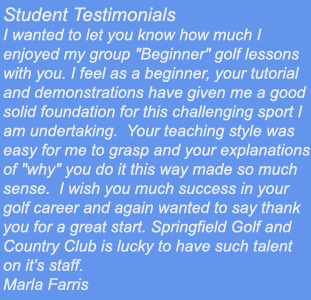 Student Testimonials
I wanted to let you know how much I
enjoyed my group "Beginner" golf lessons
with you. I feel as a beginner, your tutorial
and demonstrations have given me a good
solid foundation for this challenging sport I
am undertaking.  Your teaching style was
easy for me to grasp and your explanations
of "why" you do it this way made so much
sense.  I wish you much success in your
golf career and again wanted to say thank
you for a great start. Springfield Golf and
Country Club is lucky to have such talent
on it's staff.
Marla Farris